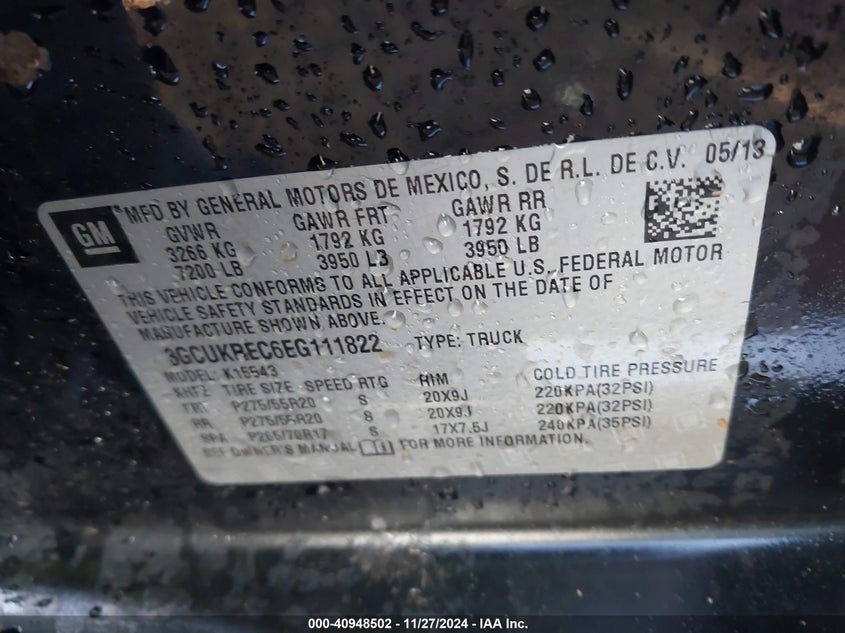 GM
MFD BY GENERAL MOTORS DE MEXICO, S. DE R.L. DE C.V. 05/13
GVWR GAWR FRT GAWR RR
3266 KG 1792 KG 1792 KG
7200 LB 3950 LB 3950 LB
THIS VEHICLE CONFORMS TO ALL APPLICABLE U.S. FEDERAL MOTOR
VEHICLE SAFETY STANDARDS IN EFFECT ON THE DATE OF
MANUFACTURE SHOWN ABOVE.
3GCUKREC6EG111822 TYPE: TRUCK
MODEL: K15543
TIRE SIZE SPEED RTG RIM COLD TIRE PRESSURE
FRT P275/55R20 S 20X9J 220KPA(32PSI)
RR P275/55R20 S 20X9J 220KPA(32PSI)
SPA P265/70R17 S 17X7.5J 240KPA(35PSI)
SEE OWNER'S MANUAL FOR MORE INFORMATION.
000-40948502 - 11/27/2024 - IAA Inc.